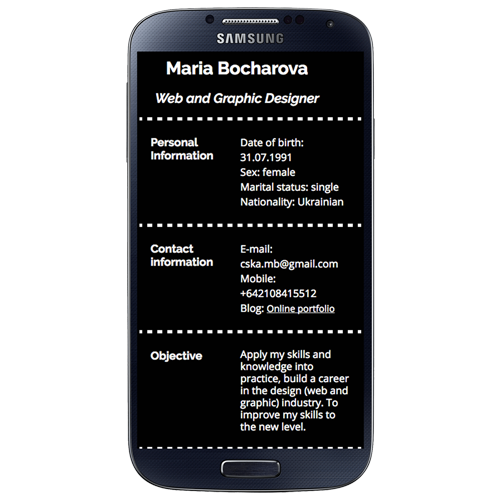 SAMSUNG
Maria Bocharova
Web and Graphic Designer
Personal Information
Date of birth:
31.07.1991
Sex: female
Marital status: single
Nationality: Ukrainian
Contact information
E-mail:
cska.mb@gmail.com
Mobile:
+642108415512
Blog: Online portfolio
Objective
Apply my skills and
knowledge into
practice, build a career
in the design (web and
graphic) industry. To
improve my skills to
the new level.